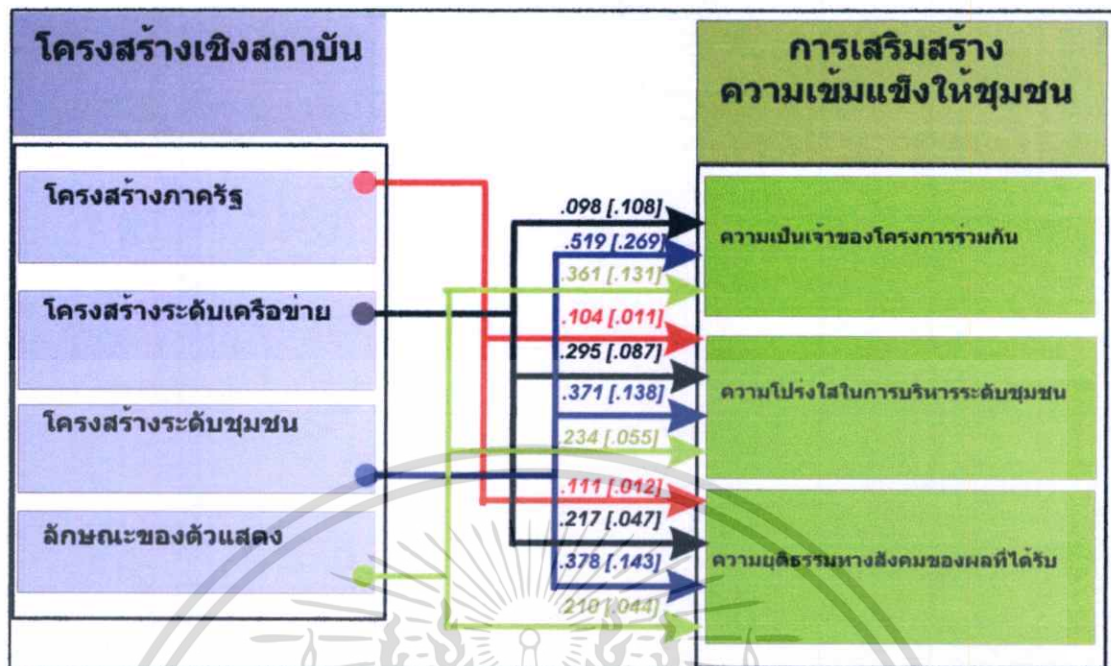 โครงสร้างเชิงสถาบัน
การเสริมสร้าง
ความเข้มแข็งให้ชุมชน
โครงสร้างภาครัฐ
โครงสร้างระดับเครือข่าย
โครงสร้างระดับชุมชน
ลักษณะของตัวแสดง
.098 [.108]
.519 [.269]
.361 [.131]
.104 [.011]
.295 [.087]
.371 [.138]
.234 [.055]
.111 [.012]
.217 [.047]
.378 [.143]
.210 [.044]
ความเป็นเจ้าของโครงการร่วมกัน
ความโปร่งใสในการบริหารระดับชุมชน
ความยุติธรรมทางสังคมของผลที่ได้รับ